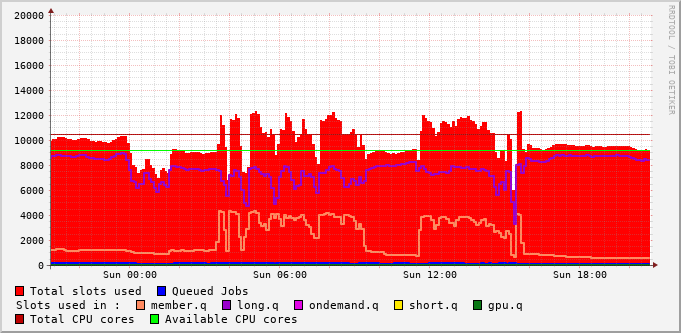 20000
18000
16000
14000
12000
10000
8000
6000
4000
2000
0
RRDTOOL / TOBI OETIKER
Sun 00:00 Sun 06:00 Sun 12:00 Sun 18:00
Total slots used Queued Jobs
Slots used in : member.q long.q ondemand.q short.q gpu.q
Total CPU cores Available CPU cores